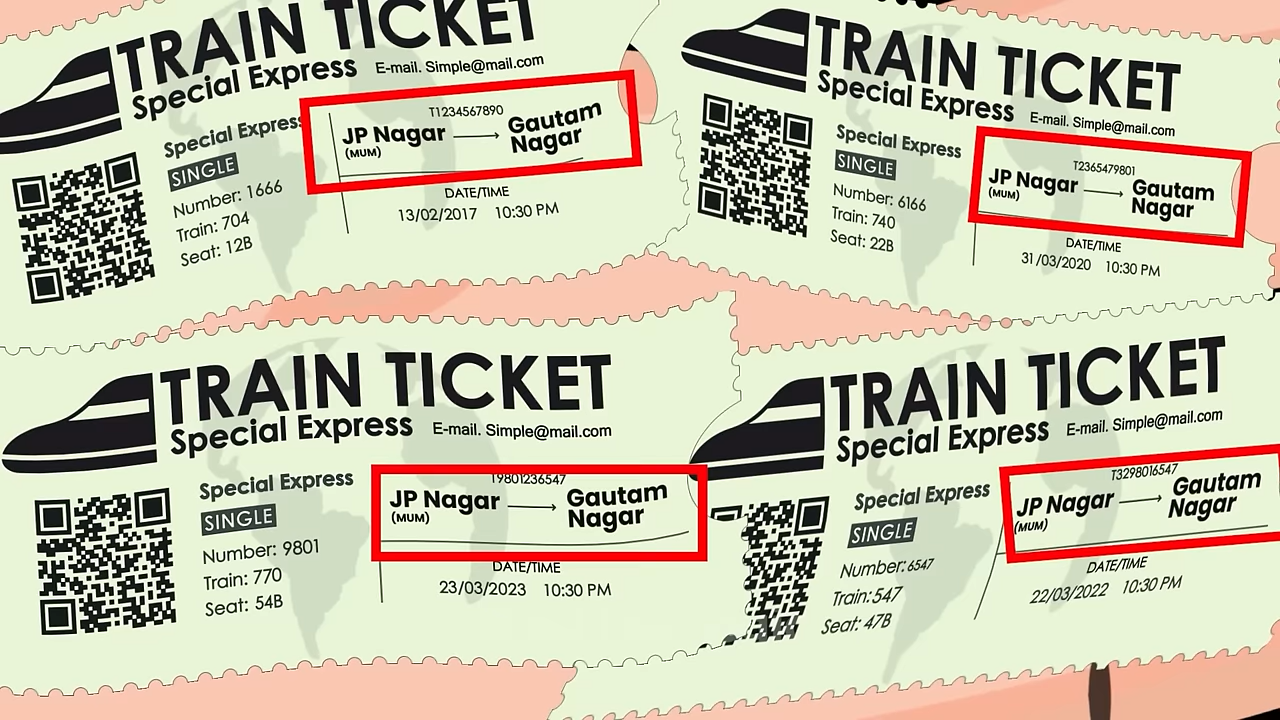 TRAIN TICKET
Special Express E-mail. Simple@mail.com
Special Express
SINGLE
Number: 1666
Train: 704
Seat: 12B
T1234567890
JP Nagar
(MUM)
Gautam
Nagar
DATE/TIME
13/02/2017 10:30 PM
TRAIN TICKET
Special Express E-mail. Simple@mail.com
Special Express
SINGLE
Number: 6166
Train: 740
Seat: 22B
T2365479801
JP Nagar
(MUM)
Gautam
Nagar
DATE/TIME
31/03/2020 10:30 PM
TRAIN TICKET
Special Express E-mail. Simple@mail.com
Special Express
SINGLE
Number: 9801
Train: 770
Seat: 54B
T9801236547
JP Nagar
(MUM)
Gautam
Nagar
DATE/TIME
23/03/2023 10:30 PM
TRAIN TICKET
Special Express E-mail. Simple@mail.com
Special Express
SINGLE
Number: 6547
Train: 547
Seat: 47B
T3298016547
JP Nagar
(MUM)
Gautam
Nagar
DATE/TIME
22/03/2022 10:30 PM